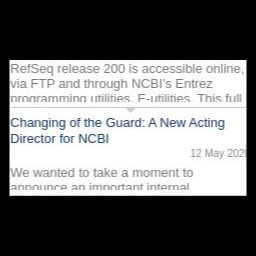 RefSeq release 200 is accessible online,
via FTP and through NCBI's Entrez
programming utilities, E-utilities. This full
Changing of the Guard: A New Acting
Director for NCBI
12 May 2020
We wanted to take a moment to
announce an important internal